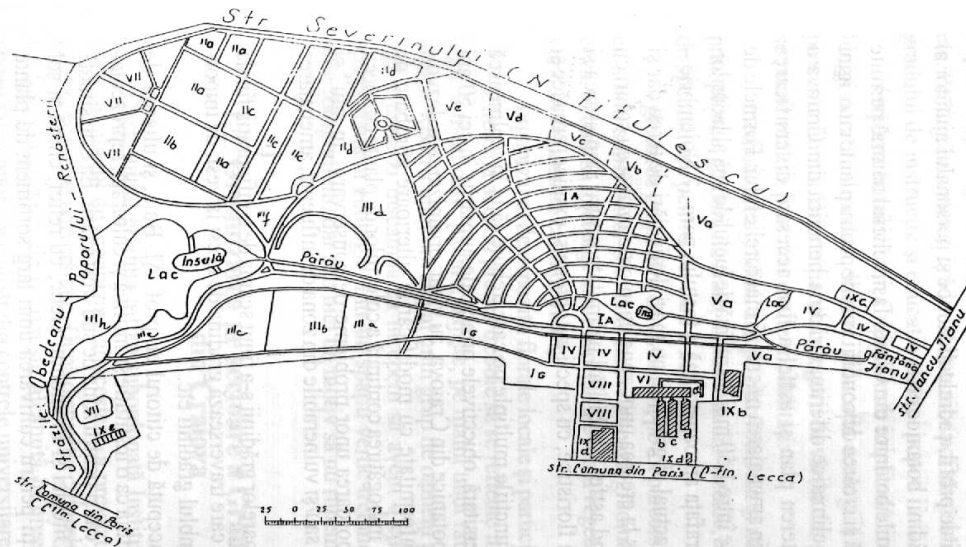 Str Severinului (N Titulescu)
IIa
IIa
IId
VII
IIa
Ve
Vd
IIc
Vc
VII
IIb
IIa
IIc
IIc
IId
Vb
IA
IIId
Va
Obedeanu Poporului - Renașterii
Străzile:
Insulă
Lac
Pârâu
IIIh
IIIe
IIIc
IIIb
IIIa
IG
IG
Lac
Ins
IA
Va
Lac
IV
IXc
IV
IV
Pârâu
Fântâna Jianu
str. Iancu Jianu
IV
IV
IV
Va
VI
a
IXb
VIII
VIII
b
c
d
IX
a
IXd
str. Comuna din Paris (C-tin. Lecca)
VII
IXe
str. Comuna din Paris
(C-tin. Lecca)
25 0 25 50 75 100